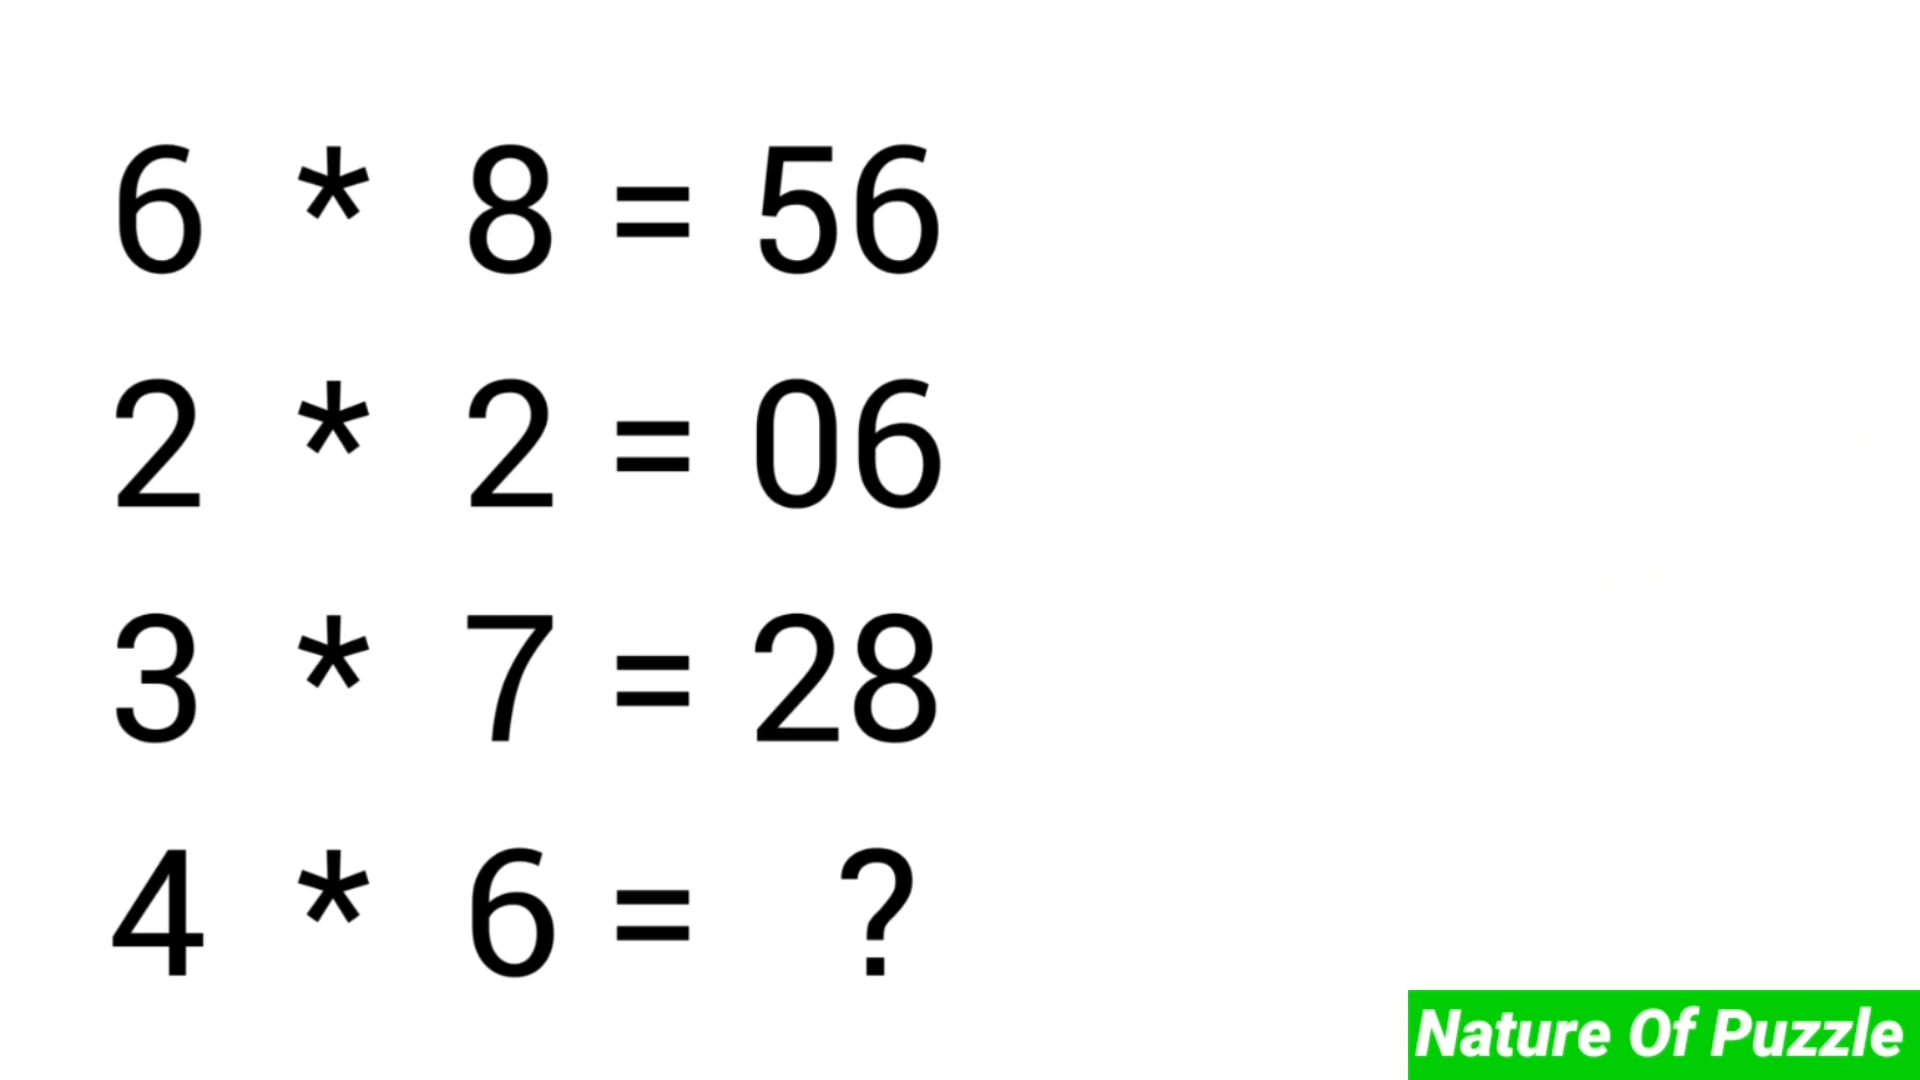 6 * 8 = 56
2 * 2 = 06
3 * 7 = 28
4 * 6 = ?
Nature Of Puzzle